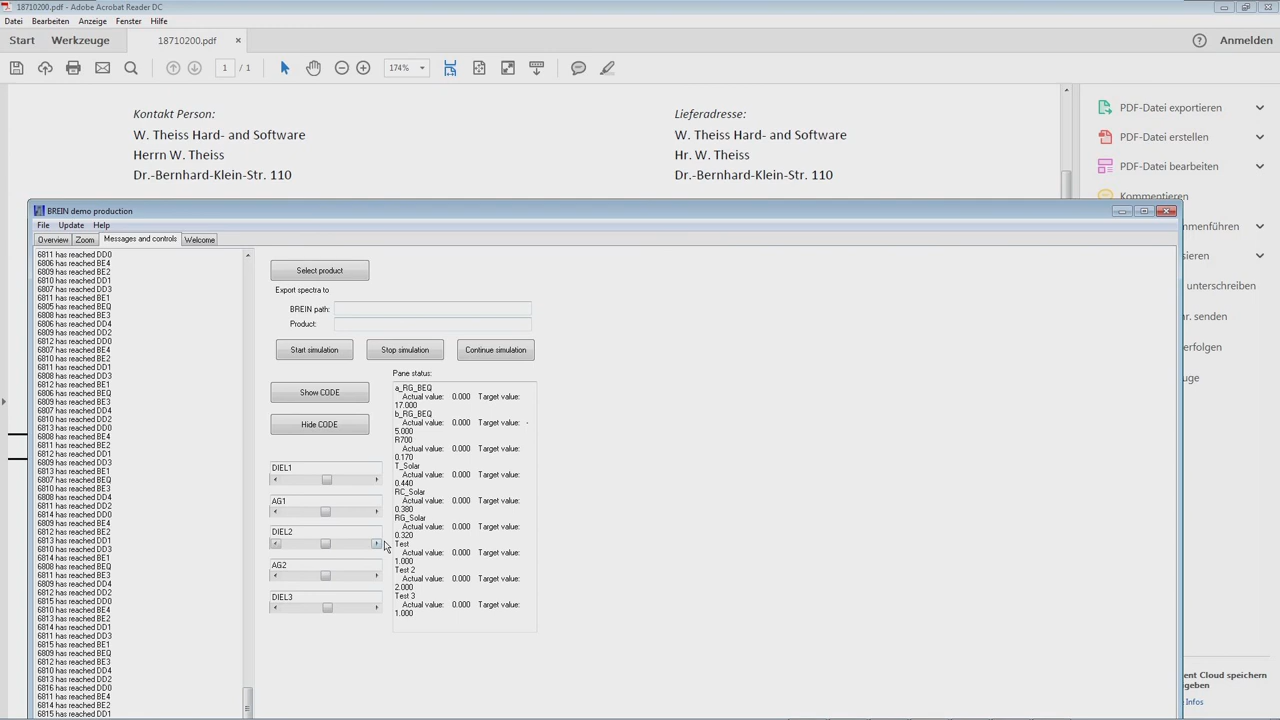 18710200.pdf - Adobe Acrobat Reader DC
Datei Bearbeiten Anzeige Fenster Hilfe
Start Werkzeuge 18710200.pdf × Anmelden
1 / 1 174%
Kontakt Person: Lieferadresse:
W. Theiss Hard- and Software W. Theiss Hard- and Software
Herrn W. Theiss Hr. W. Theiss
Dr.-Bernhard-Klein-Str. 110 Dr.-Bernhard-Klein-Str. 110
PDF-Datei exportieren
PDF-Datei erstellen
PDF-Datei bearbeiten
Kommentieren
mmenführen
sieren
unterschreiben
hr. senden
erfolgen
ge
ent Cloud speichern
geben
Infos
BREIN demo production
File Update Help
Overview Zoom Messages and controls Welcome
6811 has reached DD0
6806 has reached BE4
6809 has reached BE2
6810 has reached DD1
6807 has reached DD3
6811 has reached BE1
6805 has reached BEQ
6808 has reached BE3
6806 has reached DD4
6809 has reached DD2
6812 has reached DD0
6807 has reached BE4
6810 has reached BE2
6811 has reached DD1
6808 has reached DD3
6812 has reached BE1
6806 has reached BEQ
6809 has reached BE3
6807 has reached DD4
6810 has reached DD2
6813 has reached DD0
6808 has reached BE4
6811 has reached BE2
6812 has reached DD1
6809 has reached DD3
6813 has reached BE1
6807 has reached BEQ
6810 has reached BE3
6808 has reached DD4
6811 has reached DD2
6814 has reached DD0
6809 has reached BE4
6812 has reached BE2
6813 has reached DD1
6810 has reached DD3
6814 has reached BE1
6808 has reached BEQ
6811 has reached BE3
6809 has reached DD4
6812 has reached DD2
6815 has reached DD0
6810 has reached BE4
6813 has reached BE2
6814 has reached DD1
6811 has reached DD3
6815 has reached BE1
6809 has reached BEQ
6812 has reached BE3
6810 has reached DD4
6813 has reached DD2
6816 has reached DD0
6811 has reached BE4
6814 has reached BE2
6815 has reached DD1
Select product
Export spectra to
BREIN path:
Product:
Start simulation Stop simulation Continue simulation
Show CODE
Hide CODE
DIEL1
AG1
DIEL2
AG2
DIEL3
Pane status:
a_RG_BEQ
Actual value: 0.000 Target value:
17.000
b_RG_BEQ
Actual value: 0.000 Target value: -
5.000
R700
Actual value: 0.000 Target value:
0.170
T_Solar
Actual value: 0.000 Target value:
0.440
RC_Solar
Actual value: 0.000 Target value:
0.380
RG_Solar
Actual value: 0.000 Target value:
0.320
Test
Actual value: 0.000 Target value:
1.000
Test 2
Actual value: 0.000 Target value:
2.000
Test 3
Actual value: 0.000 Target value:
1.000